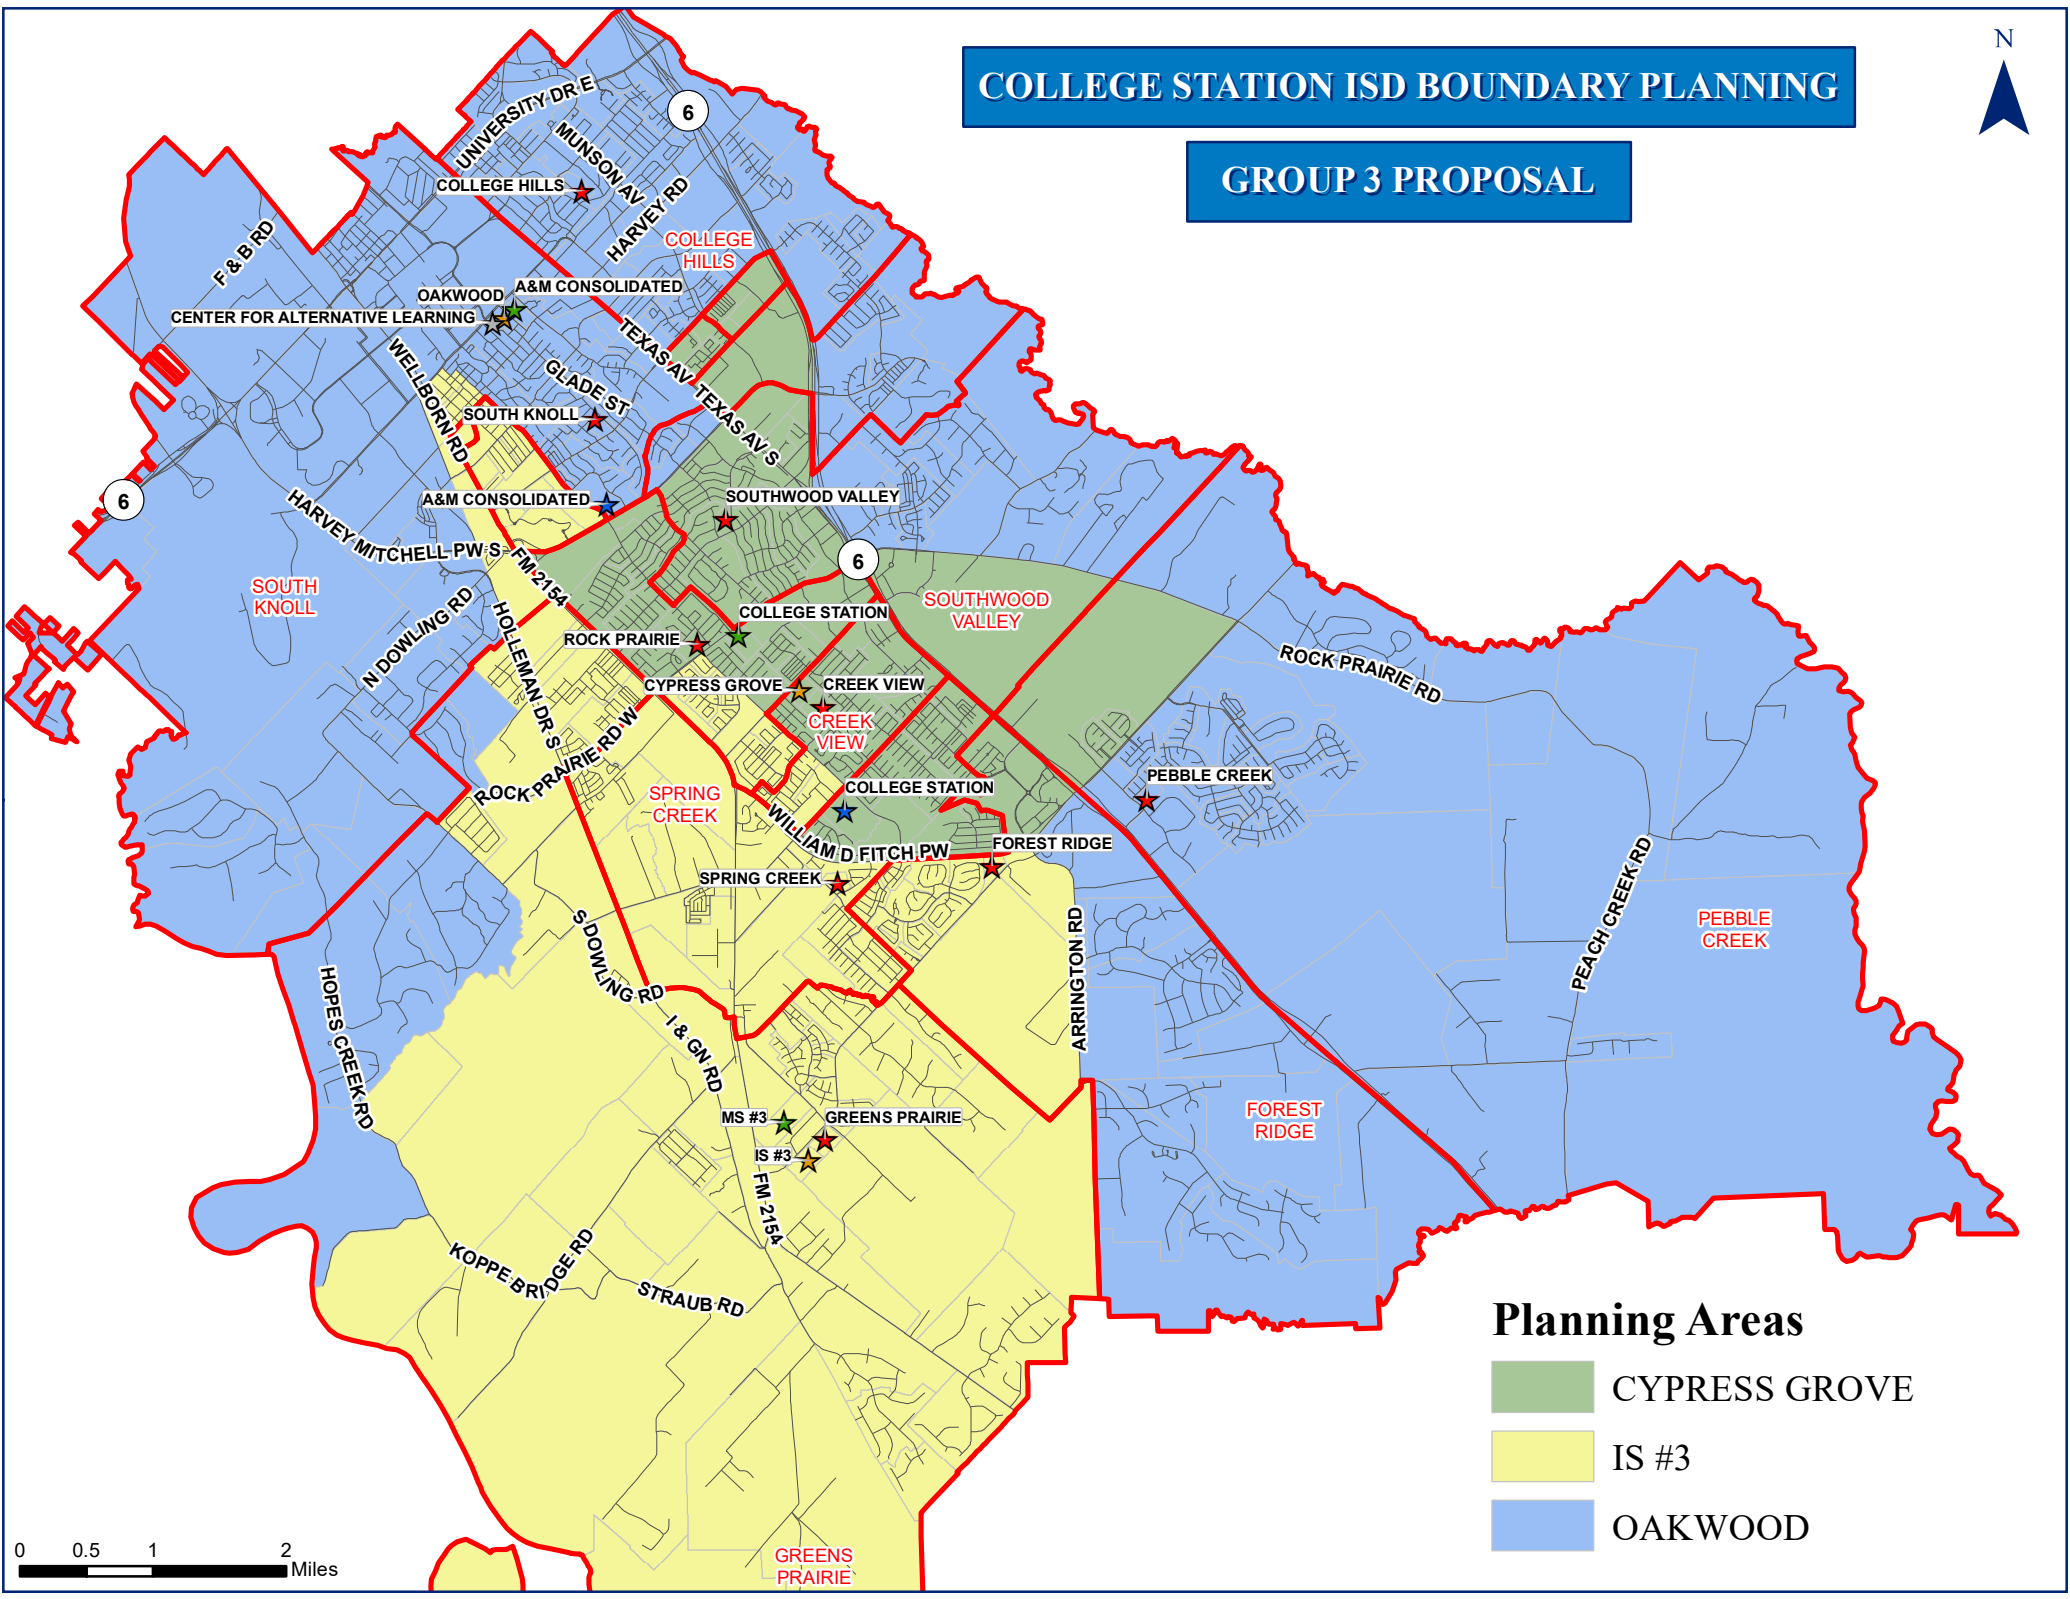 COLLEGE STATION ISD BOUNDARY PLANNING
GROUP 3 PROPOSAL
N
6
UNIVERSITY DR E
MUNSON AV
HARVEY RD
COLLEGE HILLS
COLLEGE
HILLS
F & B RD
OAKWOOD
A&M CONSOLIDATED
CENTER FOR ALTERNATIVE LEARNING
TEXAS AV
TEXAS AV S
WELLBORN RD
GLADE ST
SOUTH KNOLL
6
A&M CONSOLIDATED
SOUTHWOOD VALLEY
HARVEY MITCHELL PW S
FM 2154
6
SOUTH
KNOLL
N DOWLING RD
HOLLEMAN DR S
SOUTHWOOD
VALLEY
COLLEGE STATION
ROCK PRAIRIE
ROCK PRAIRIE RD
CYPRESS GROVE
CREEK VIEW
CREEK
VIEW
ROCK PRAIRIE RD W
SPRING
CREEK
PEBBLE CREEK
COLLEGE STATION
WILLIAM D FITCH PW
FOREST RIDGE
SPRING CREEK
PEACH CREEK RD
PEBBLE
CREEK
S DOWLING RD
ARRINGTON RD
HOPES CREEK RD
I & GN RD
MS #3
GREENS PRAIRIE
IS #3
FOREST
RIDGE
FM 2154
KOPPE BRIDGE RD
STRAUB RD
GREENS
PRAIRIE
Planning Areas
CYPRESS GROVE
IS #3
OAKWOOD
0 0.5 1 2
Miles